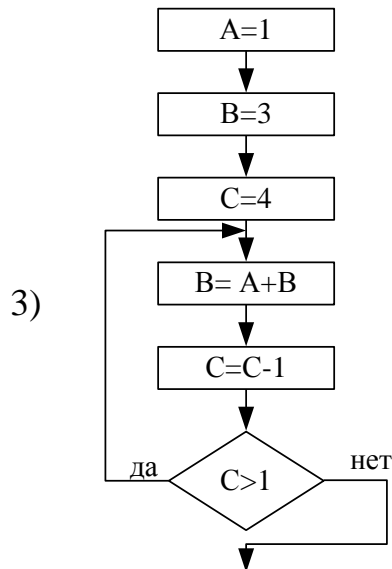 A=1
B=3
C=4
3)
B= A+B
C=C-1
да
C>1
нет